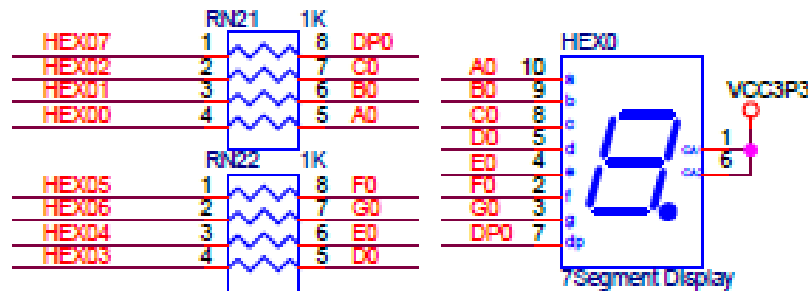 RN21 1K
HEX07 1 8 DP0
HEX02 2 7 C0
HEX01 3 6 B0
HEX00 4 5 A0
RN22 1K
HEX05 1 8 F0
HEX06 2 7 G0
HEX04 3 6 E0
HEX03 4 5 D0
HEX0
A0 10 a
B0 9 b
C0 8 c
D0 5 d
E0 4 e
F0 2 f
G0 3 g
DP0 7 dp
VCC3P3
CA 1
CA 6
7Segment Display